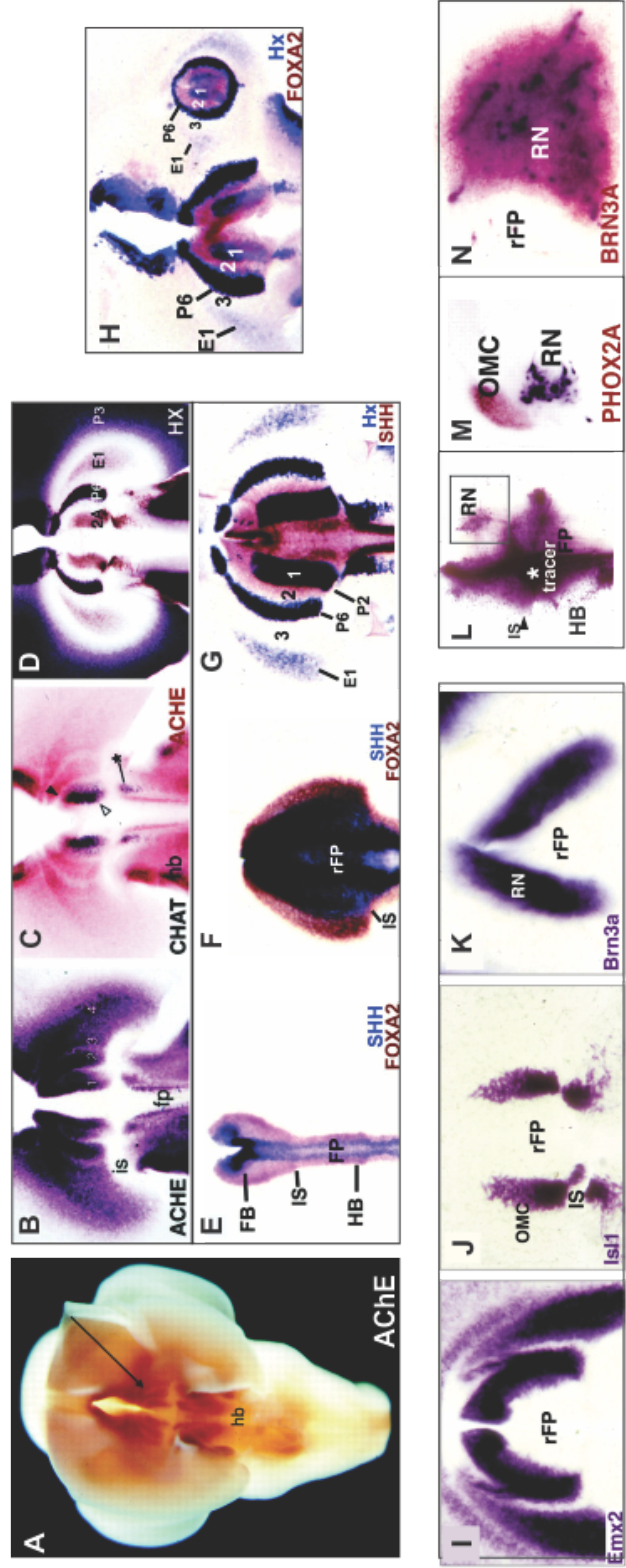 A
hb
AChE
B
1 2 3 4
is
fp
ACHE
C
*
hb
CHAT
ACHE
D
2A P6 E1 P3
HX
E
FB
IS
HB
FP
SHH
FOXA2
F
rFP
IS
SHH
FOXA2
G
3 2 1
P6
P2
E1
Hx
SHH
H
P6
3 2 1
E1
P6
3 2 1
E1
Hx
FOXA2
I
rFP
Emx2
J
OMC
rFP
IS
Isl1
K
RN
rFP
Brn3a
L
RN
*
tracer
FP
IS
HB
M
OMC
RN
PHOX2A
N
rFP
RN
BRN3A